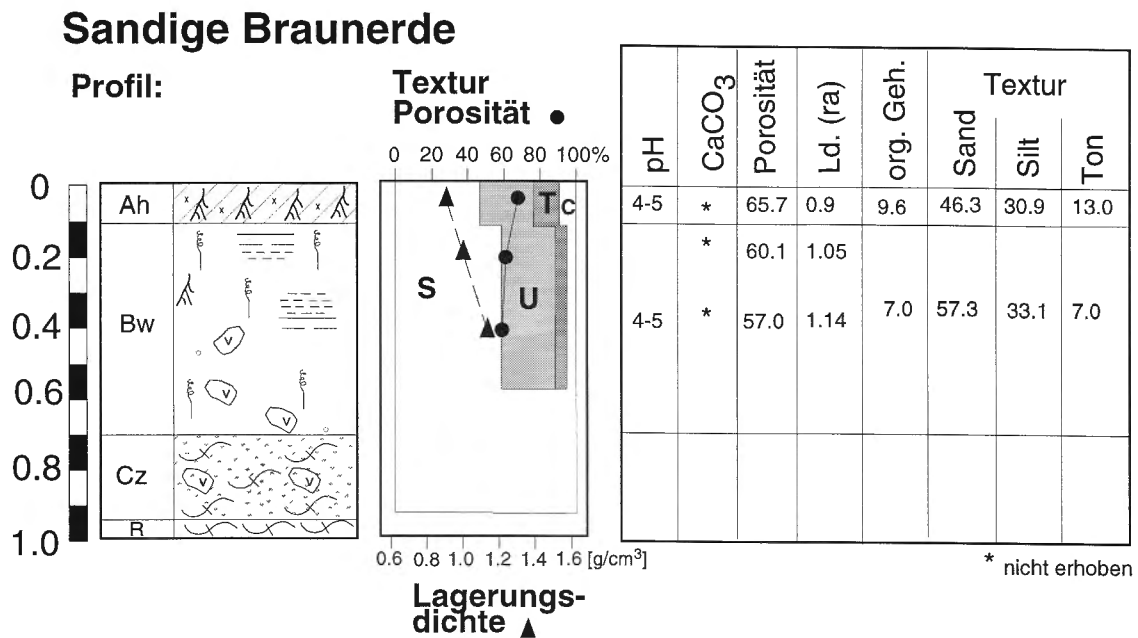 Sandige Braunerde
Profil:
0
0.2
0.4
0.6
0.8
1.0
Ah
Bw
Cz
R
v
v
v
v
v
Textur
Porosität ●
0 20 40 60 80 100%
S
U
T
C
0.6 0.8 1.0 1.2 1.4 1.6 [g/cm³]
Lagerungs-
dichte ▲
pH
CaCO₃
Porosität
Ld. (ra)
org. Geh.
Textur
Sand
Silt
Ton
4-5 * 65.7 0.9 9.6 46.3 30.9 13.0
* 60.1 1.05
4-5 * 57.0 1.14 7.0 57.3 33.1 7.0
* nicht erhoben